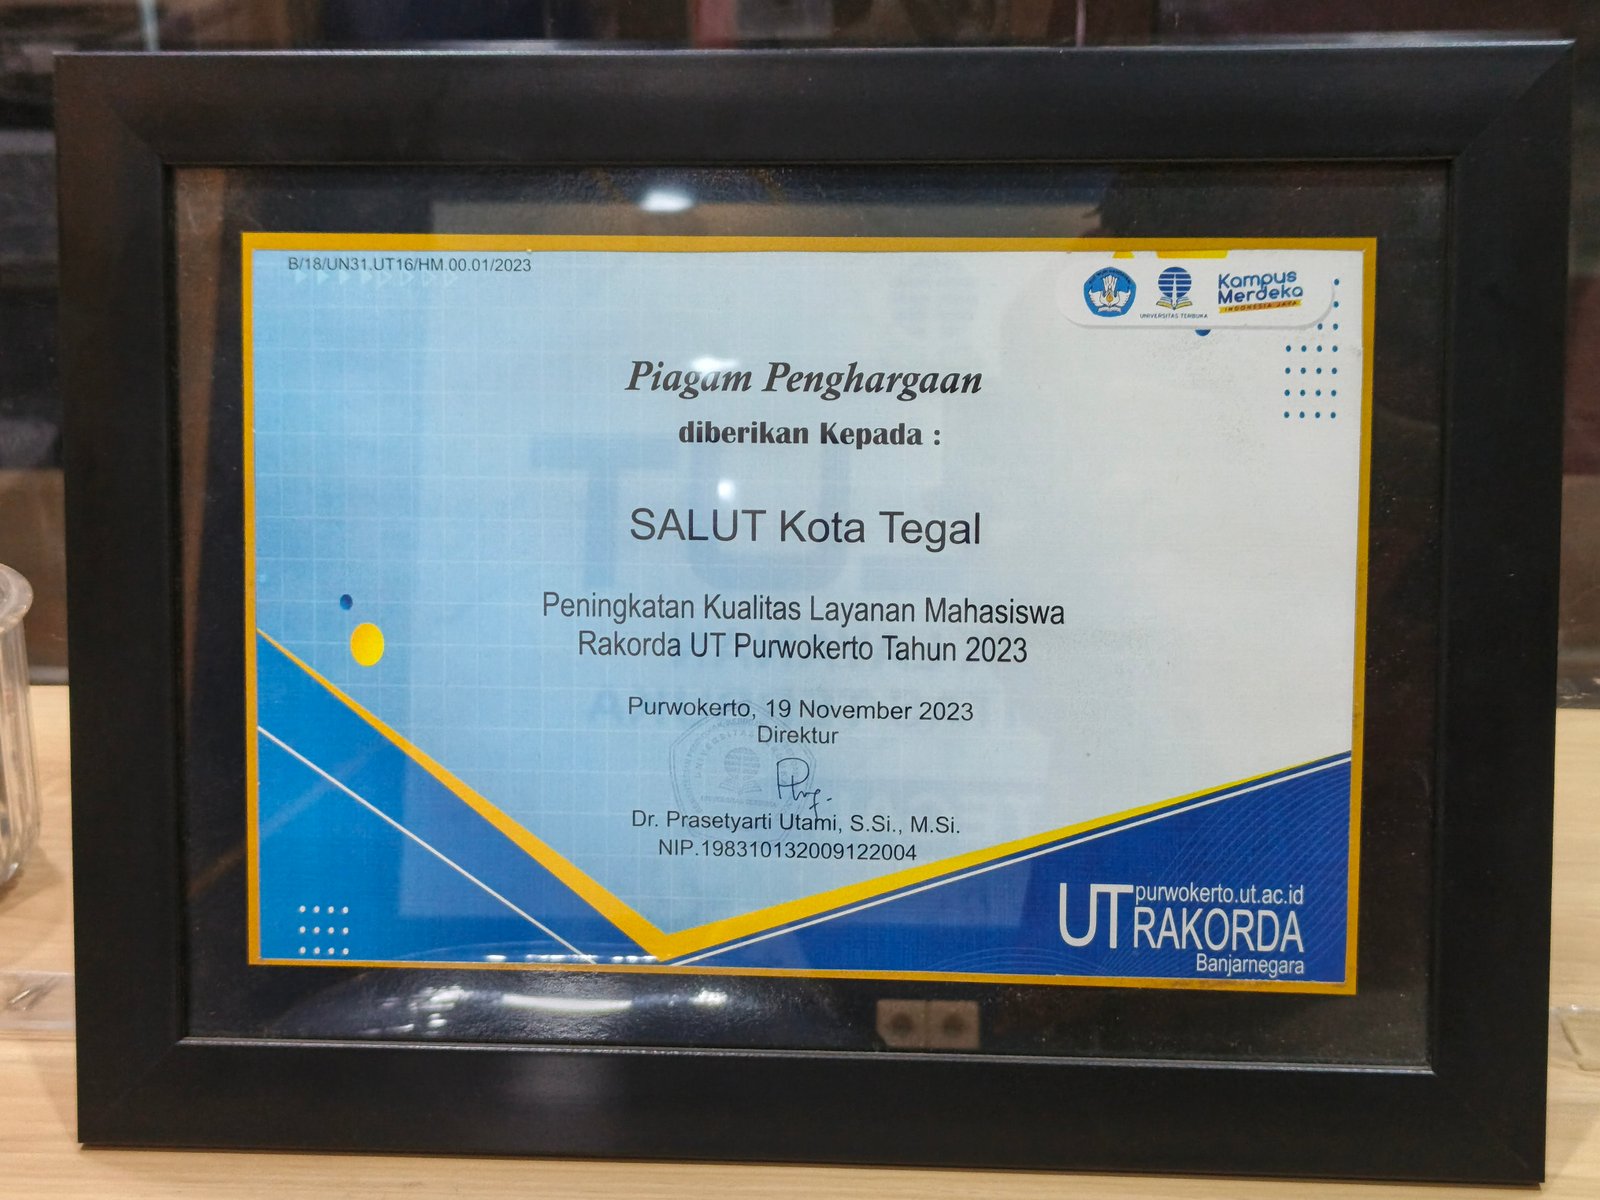 B/18/UN31.UT16/HM.00.01/2023
UNIVERSITAS TERBUKA
Kampus
Merdeka
INDONESIA JAYA
Piagam Penghargaan
diberikan Kepada :
SALUT Kota Tegal
Peningkatan Kualitas Layanan Mahasiswa
Rakorda UT Purwokerto Tahun 2023
Purwokerto, 19 November 2023
Direktur
Dr. Prasetyarti Utami, S.Si., M.Si.
NIP.198310132009122004
UT purwokerto.ut.ac.id
RAKORDA
Banjarnegara